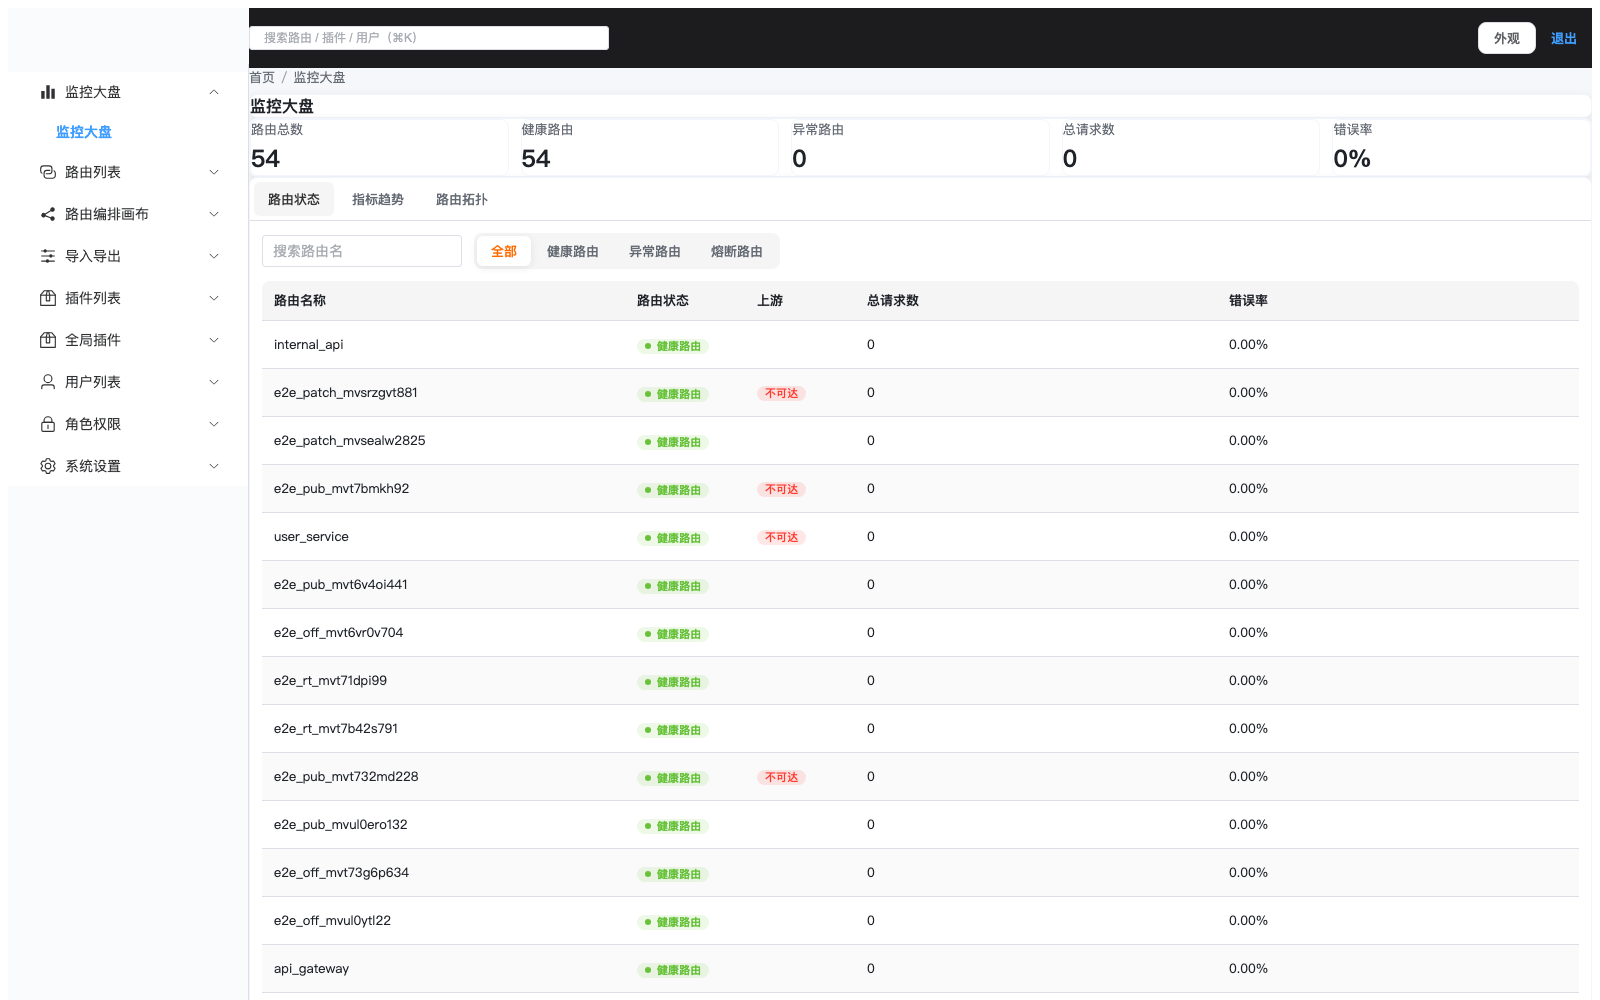 搜索路由 / 插件 / 用户（⌘K）
外观
退出
监控大盘
监控大盘
路由列表
路由编排画布
导入导出
插件列表
全局插件
用户列表
角色权限
系统设置
首页 / 监控大盘
监控大盘
路由总数 健康路由 异常路由 总请求数 错误率
54 54 0 0 0%
路由状态 指标趋势 路由拓扑
搜索路由名 全部 健康路由 异常路由 熔断路由
路由名称 路由状态 上游 总请求数 错误率
internal_api 健康路由 0 0.00%
e2e_patch_mvsrzgvt881 健康路由 不可达 0 0.00%
e2e_patch_mvsealw2825 健康路由 0 0.00%
e2e_pub_mvt7bmkh92 健康路由 不可达 0 0.00%
user_service 健康路由 不可达 0 0.00%
e2e_pub_mvt6v4oi441 健康路由 0 0.00%
e2e_off_mvt6vr0v704 健康路由 0 0.00%
e2e_rt_mvt71dpi99 健康路由 0 0.00%
e2e_rt_mvt7b42s791 健康路由 0 0.00%
e2e_pub_mvt732md228 健康路由 不可达 0 0.00%
e2e_pub_mvul0ero132 健康路由 0 0.00%
e2e_off_mvt73g6p634 健康路由 0 0.00%
e2e_off_mvul0ytl22 健康路由 0 0.00%
api_gateway 健康路由 0 0.00%